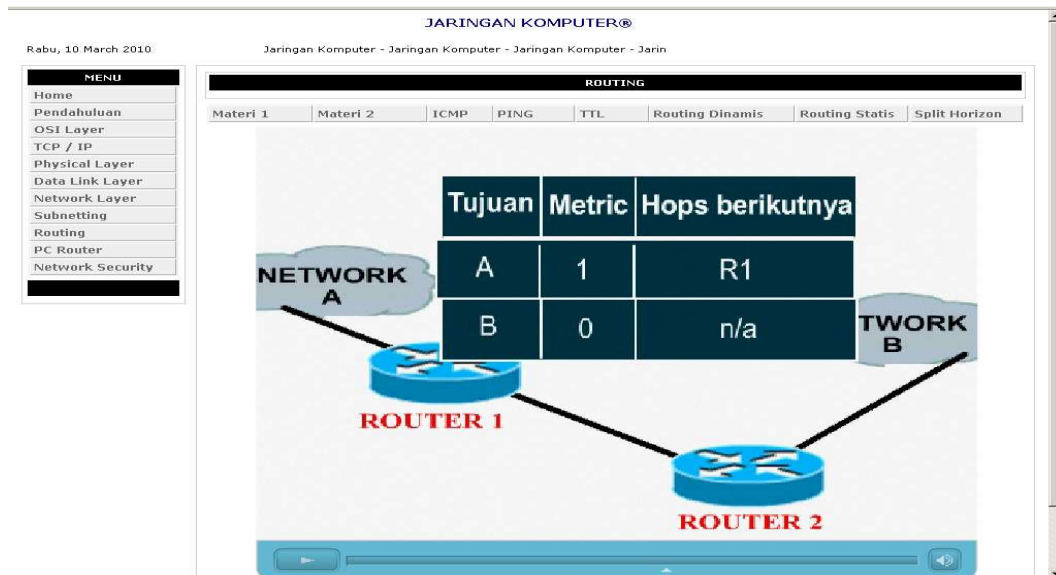 JARINGAN KOMPUTER®
Rabu, 10 March 2010
Jaringan Komputer - Jaringan Komputer - Jaringan Komputer - Jarin
MENU
Home
Pendahuluan
OSI Layer
TCP / IP
Physical Layer
Data Link Layer
Network Layer
Subnetting
Routing
PC Router
Network Security
ROUTING
Materi 1 Materi 2 ICMP PING TTL Routing Dinamis Routing Statis Split Horizon
Tujuan Metric Hops berikutnya
A 1 R1
B 0 n/a
NETWORK
A
TWORK
B
ROUTER 1
ROUTER 2